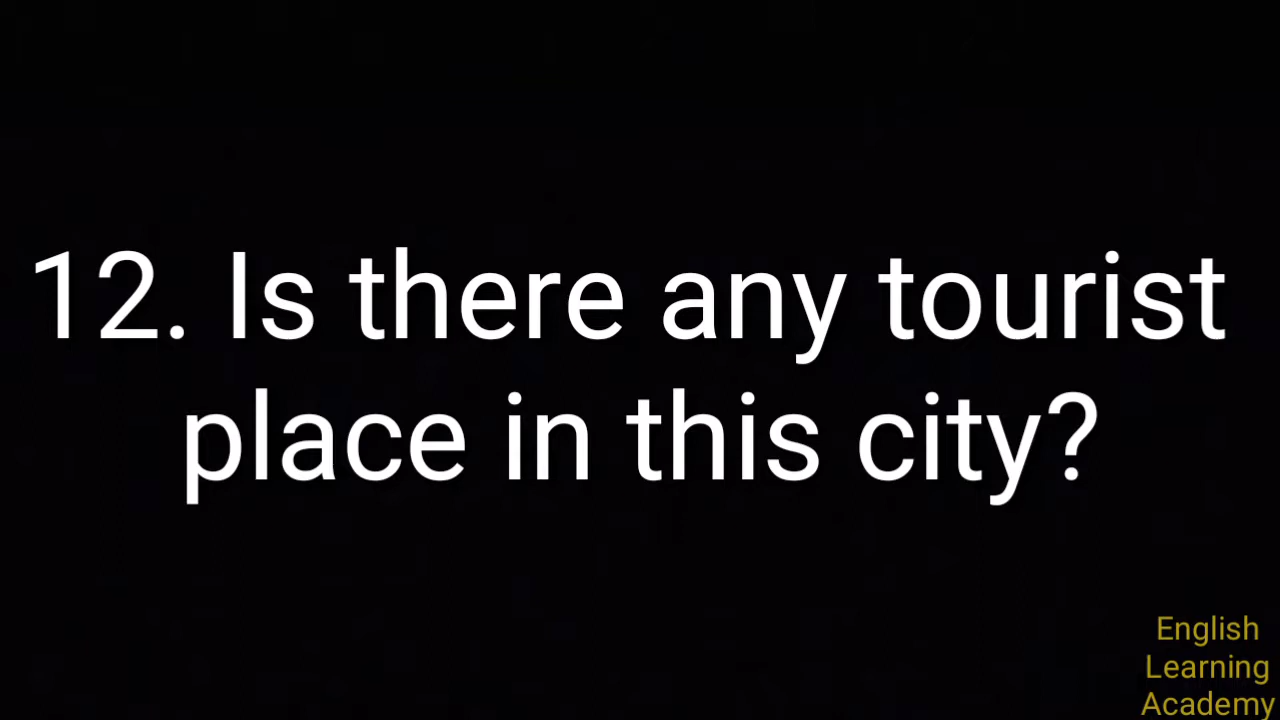 12. Is there any tourist
place in this city?
English
Learning
Academy